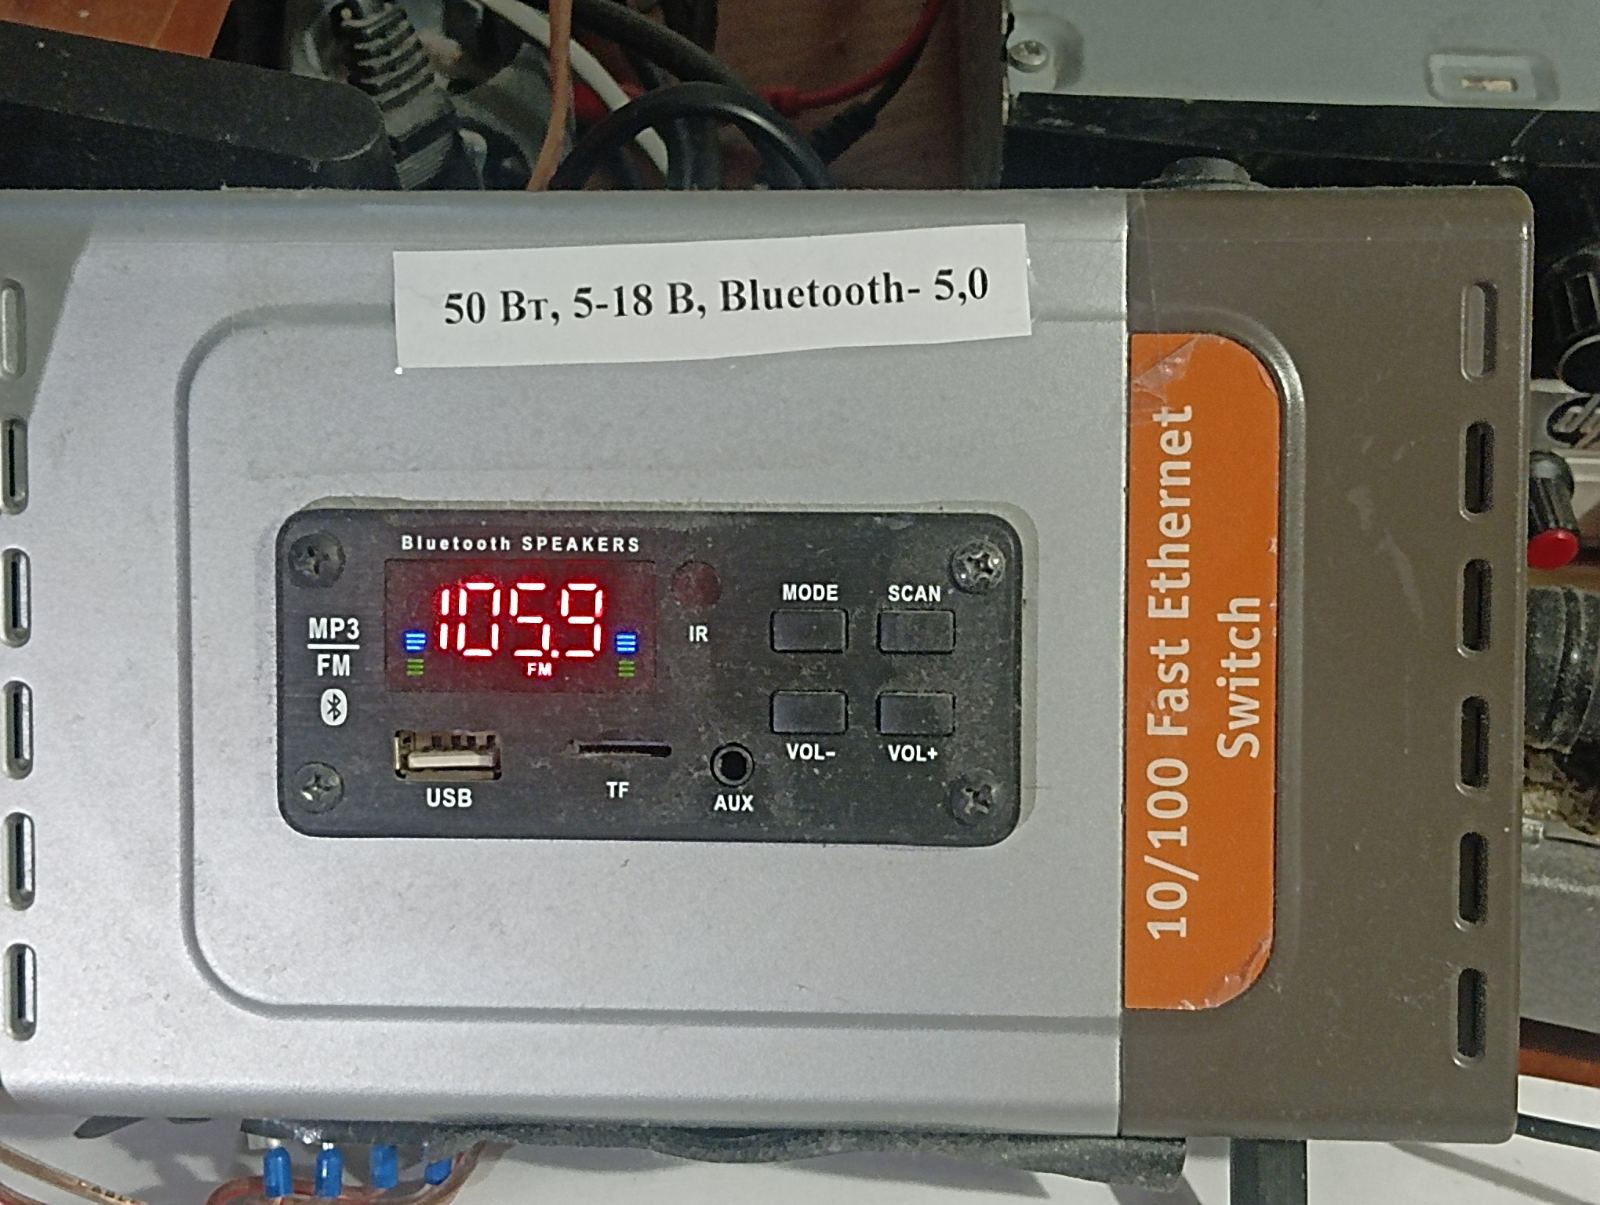 50 Вт, 5-18 В, Bluetooth- 5,0
10/100 Fast Ethernet
Switch
Bluetooth SPEAKERS
105.9
FM
MP3
FM
IR
MODE
SCAN
VOL-
VOL+
USB
TF
AUX
hp